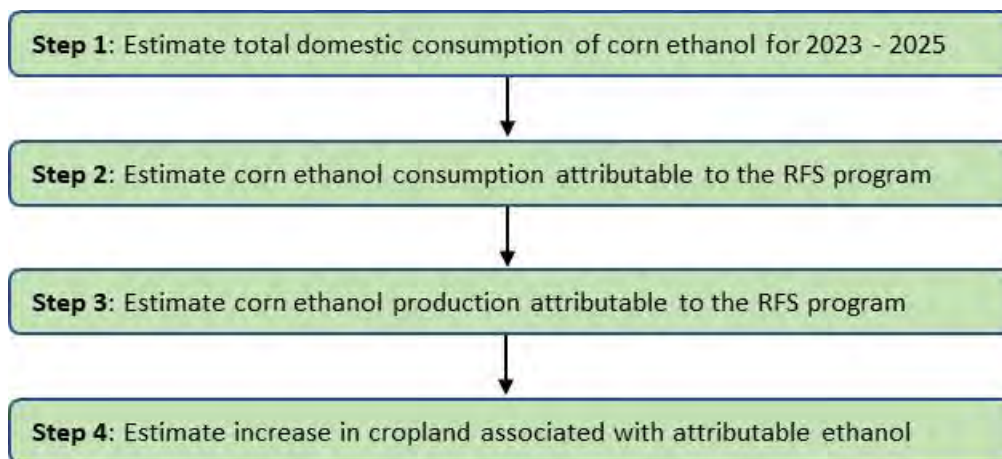 Step 1: Estimate total domestic consumption of corn ethanol for 2023 - 2025
Step 2: Estimate corn ethanol consumption attributable to the RFS program
Step 3: Estimate corn ethanol production attributable to the RFS program
Step 4: Estimate increase in cropland associated with attributable ethanol